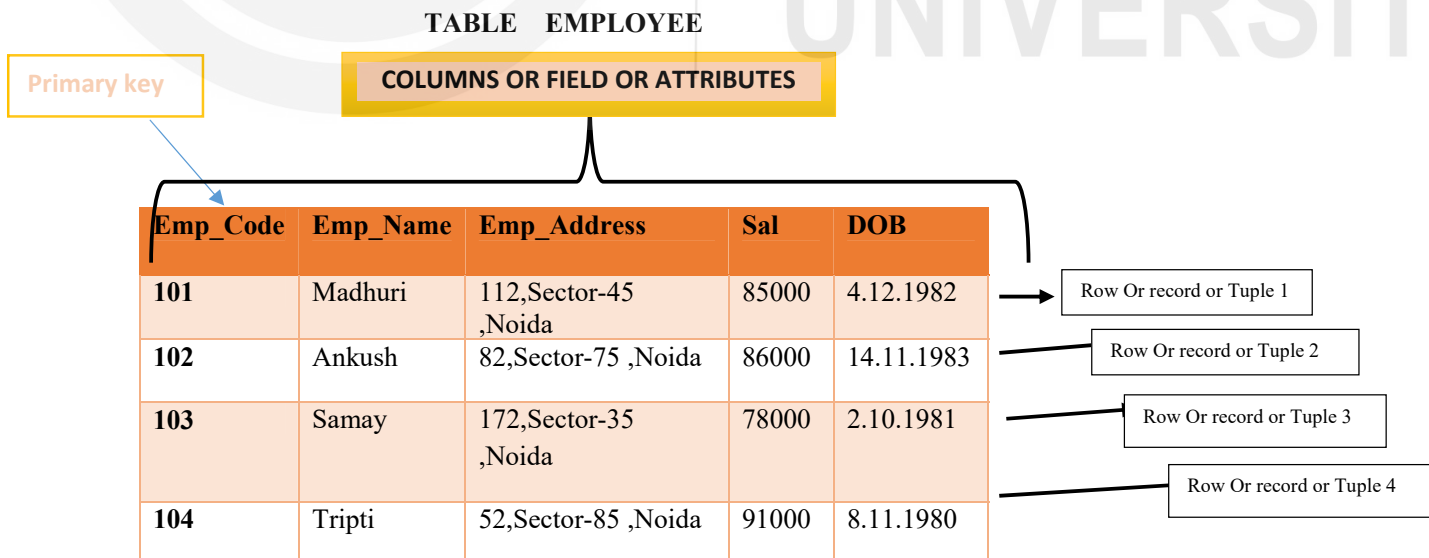 UNIVERSIT
TABLE EMPLOYEE
Primary key
COLUMNS OR FIELD OR ATTRIBUTES
Emp_Code Emp_Name Emp_Address Sal DOB
101 Madhuri 112,Sector-45 85000 4.12.1982 Row Or record or Tuple 1
,Noida
102 Ankush 82,Sector-75 ,Noida 86000 14.11.1983 Row Or record or Tuple 2
103 Samay 172,Sector-35 78000 2.10.1981 Row Or record or Tuple 3
,Noida
Row Or record or Tuple 4
104 Tripti 52,Sector-85 ,Noida 91000 8.11.1980